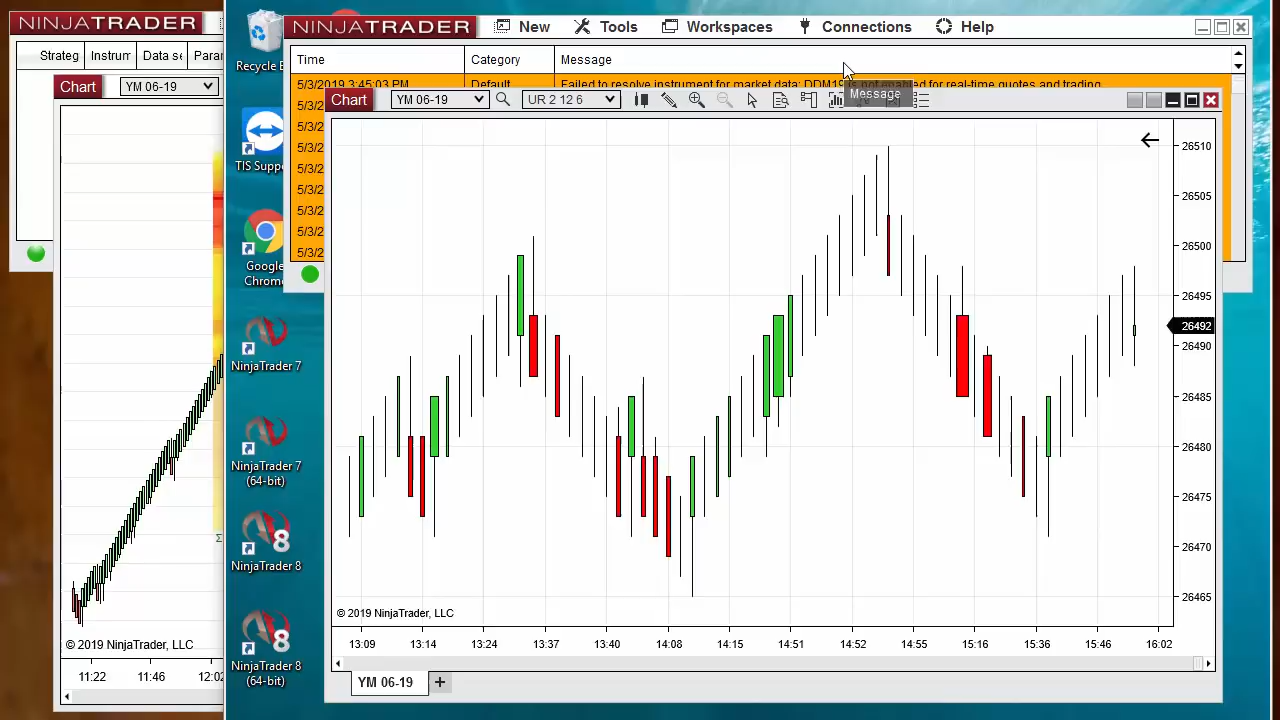 NINJATRADER
Strateg Instrum Data se Para
Chart YM 06-19
© 2019 NinjaTrader, LLC
11:22 11:46 12:02
Recycle B
TIS Suppo
Google
Chrome
NinjaTrader 7
NinjaTrader 7
(64-bit)
NinjaTrader 8
NinjaTrader 8
(64-bit)
NINJATRADER New Tools Workspaces Connections Help
Time Category Message
5/3/2019 3:45:03 PM Default Failed to resolve instrument for market data: DDM19 is not enabled for real-time quotes and trading
5/3/2
5/3/2
5/3/2
5/3/2
5/3/2
5/3/2
5/3/2
5/3/2
Chart YM 06-19 UR 2 12 6
Message
26510
26505
26500
26495
26492
26490
26485
26480
26475
26470
26465
© 2019 NinjaTrader, LLC
13:09 13:14 13:24 13:37 13:40 14:08 14:15 14:51 14:52 14:55 15:16 15:36 15:46 16:02
YM 06-19 +